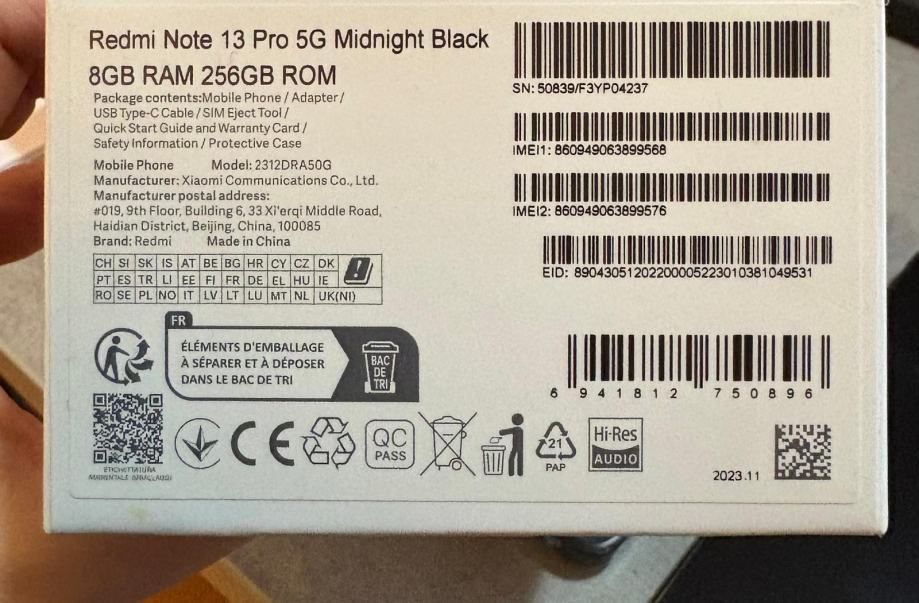 Redmi Note 13 Pro 5G Midnight Black
8GB RAM 256GB ROM
Package contents:Mobile Phone / Adapter /
USB Type-C Cable / SIM Eject Tool /
Quick Start Guide and Warranty Card /
Safety Information / Protective Case
Mobile Phone Model: 2312DRA50G
Manufacturer: Xiaomi Communications Co., Ltd.
Manufacturer postal address:
#019, 9th Floor, Building 6, 33 Xi'erqi Middle Road,
Haidian District, Beijing, China, 100085
Brand: Redmi Made in China
CH SI SK IS AT BE BG HR CY CZ DK
PT ES TR LI EE FI FR DE EL HU IE
RO SE PL NO IT LV LT LU MT NL UK(NI)
SN: 50839/F3YP04237
IMEI1: 860949063899568
IMEI2: 860949063899576
EID: 89043051202200005223010381049531
6 941812 750896
FR
ÉLÉMENTS D'EMBALLAGE
À SÉPARER ET À DÉPOSER
DANS LE BAC DE TRI
BAC
DE
TRI
ETICHETTATURA
CE
QC
PASS
21
PAP
Hi-Res
AUDIO
2023.11